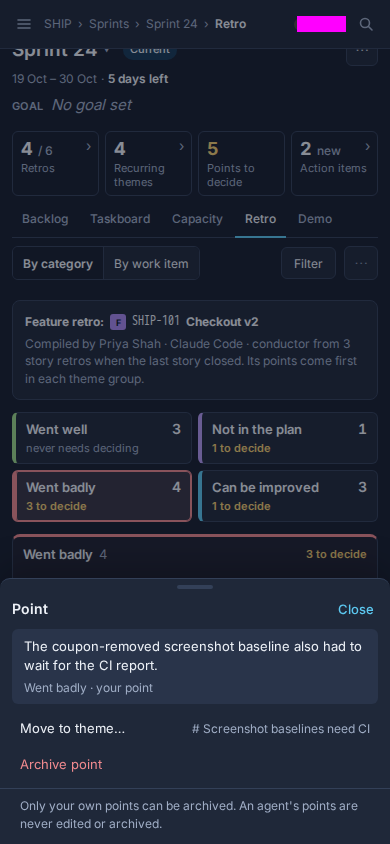 SHIP › Sprints › Sprint 24 › Retro
Sprint 24 · Current ···
19 Oct – 30 Oct · 5 days left
GOAL No goal set
4 / 6 › 4 › 5 2 new ›
Retros Recurring themes Points to decide Action items
Backlog Taskboard Capacity Retro Demo
By category By work item Filter ···
Feature retro: F SHIP-101 Checkout v2
Compiled by Priya Shah · Claude Code · conductor from 3
story retros when the last story closed. Its points come first
in each theme group.
Went well 3 Not in the plan 1
never needs deciding 1 to decide
Went badly 4 Can be improved 3
3 to decide 1 to decide
Went badly 4 3 to decide
Point Close
The coupon-removed screenshot baseline also had to
wait for the CI report.
Went badly · your point
Move to theme... # Screenshot baselines need CI
Archive point
Only your own points can be archived. An agent's points are
never edited or archived.